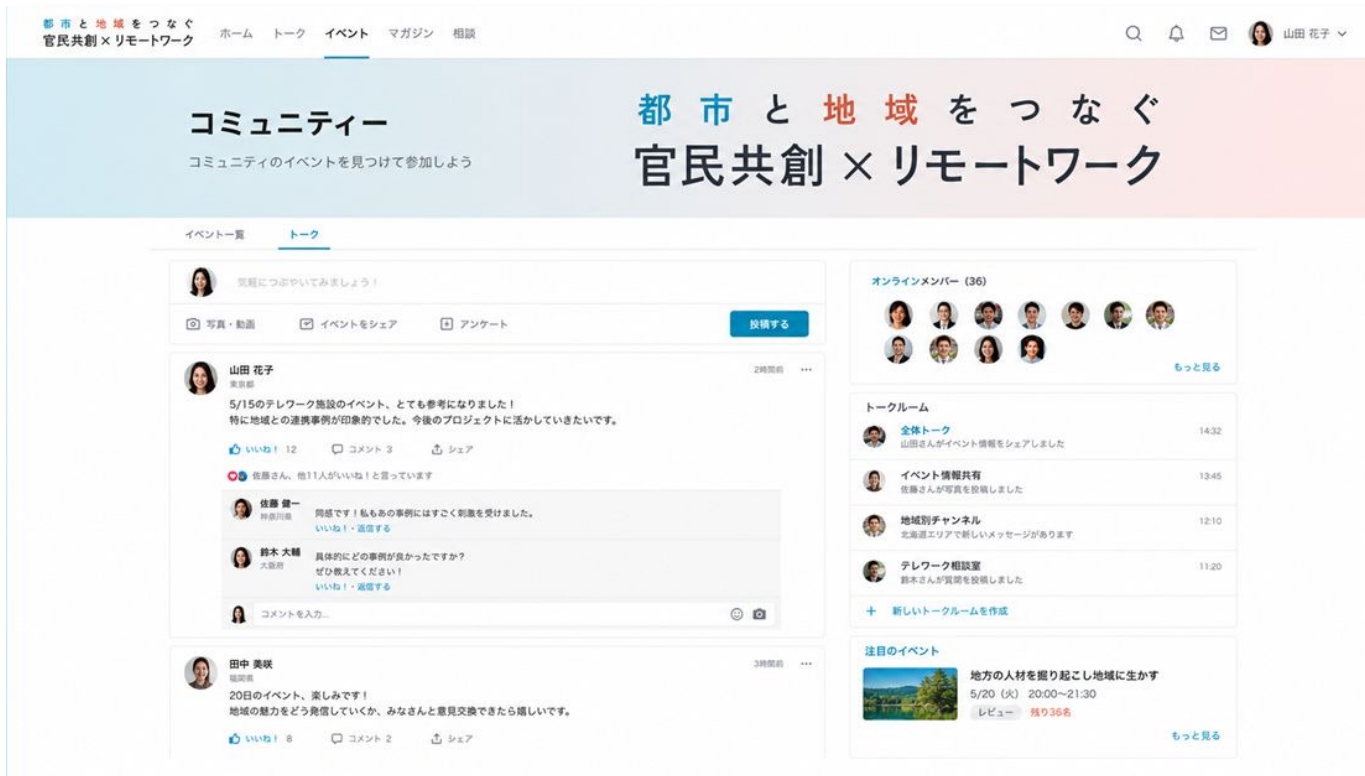 都市と地域をつなぐ
官民共創×リモートワーク
ホーム トーク イベント マガジン 相談
山田 花子
コミュニティー
コミュニティのイベントを見つけて参加しよう
都市と地域をつなぐ
官民共創×リモートワーク
イベント一覧 トーク
気軽につぶやいてみましょう！
写真・動画 イベントをシェア アンケート 投稿する
山田 花子 2時間前
東京都
5/15のテレワーク施設のイベント、とても参考になりました！
特に地域との連携事例が印象的でした。今後のプロジェクトに活かしていきたいです。
いいね！ 12 コメント 3 シェア
佐藤さん、他11人がいいね！と言っています
佐藤 健一
神奈川県
同感です！私もあの事例にはすごく刺激を受けました。
いいね！・返信する
鈴木 大輔
大阪府
具体的にどの事例が良かったですか？
ぜひ教えてください！
いいね！・返信する
コメントを入力...
田中 美咲 3時間前
福岡県
20日のイベント、楽しみです！
地域の魅力をどう発信していくか、みなさんと意見交換できたら嬉しいです。
いいね！ 8 コメント 2 シェア
オンラインメンバー（36）
もっと見る
トークルーム
全体トーク 14:32
山田さんがイベント情報をシェアしました
イベント情報共有 13:45
佐藤さんが写真を投稿しました
地域別チャンネル 12:10
北海道エリアで新しいメッセージがあります
テレワーク相談室 11:20
鈴木さんが質問を投稿しました
＋ 新しいトークルームを作成
注目のイベント
地方の人材を掘り起こし地域に生かす
5/20（火） 20:00〜21:30
レビュー 残り36名
もっと見る